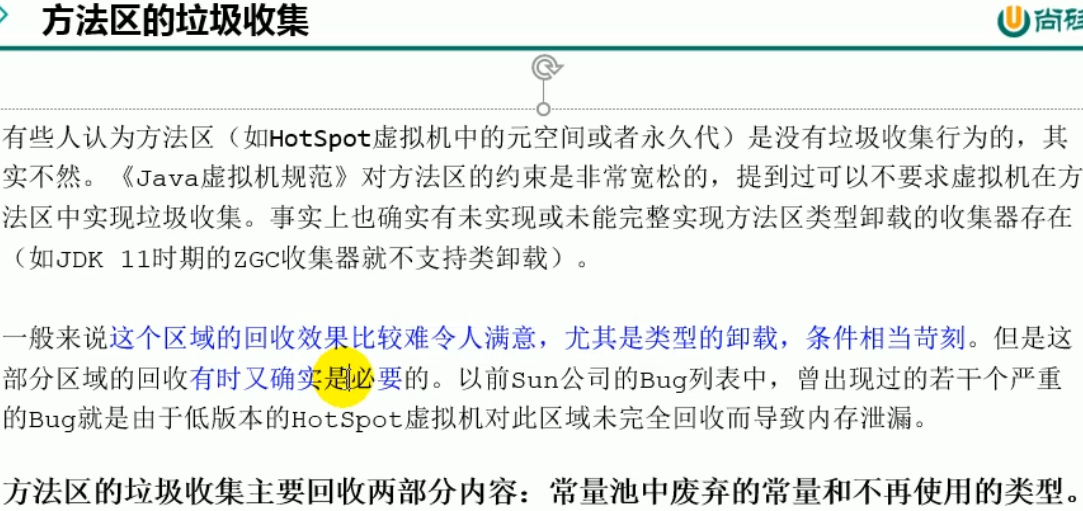 方法区的垃圾收集
尚硅
有些人认为方法区（如HotSpot虚拟机中的元空间或者永久代）是没有垃圾收集行为的，其
实不然。《Java虚拟机规范》对方法区的约束是非常宽松的，提到过可以不要求虚拟机在方
法区中实现垃圾收集。事实上也确实有未实现或未能完整实现方法区类型卸载的收集器存在
（如JDK 11时期的ZGC收集器就不支持类卸载）。
一般来说这个区域的回收效果比较难令人满意，尤其是类型的卸载，条件相当苛刻。但是这
部分区域的回收有时又确实是必要的。以前Sun公司的Bug列表中，曾出现过的若干个严重
的Bug就是由于低版本的HotSpot虚拟机对此区域未完全回收而导致内存泄漏。
方法区的垃圾收集主要回收两部分内容：常量池中废弃的常量和不再使用的类型。